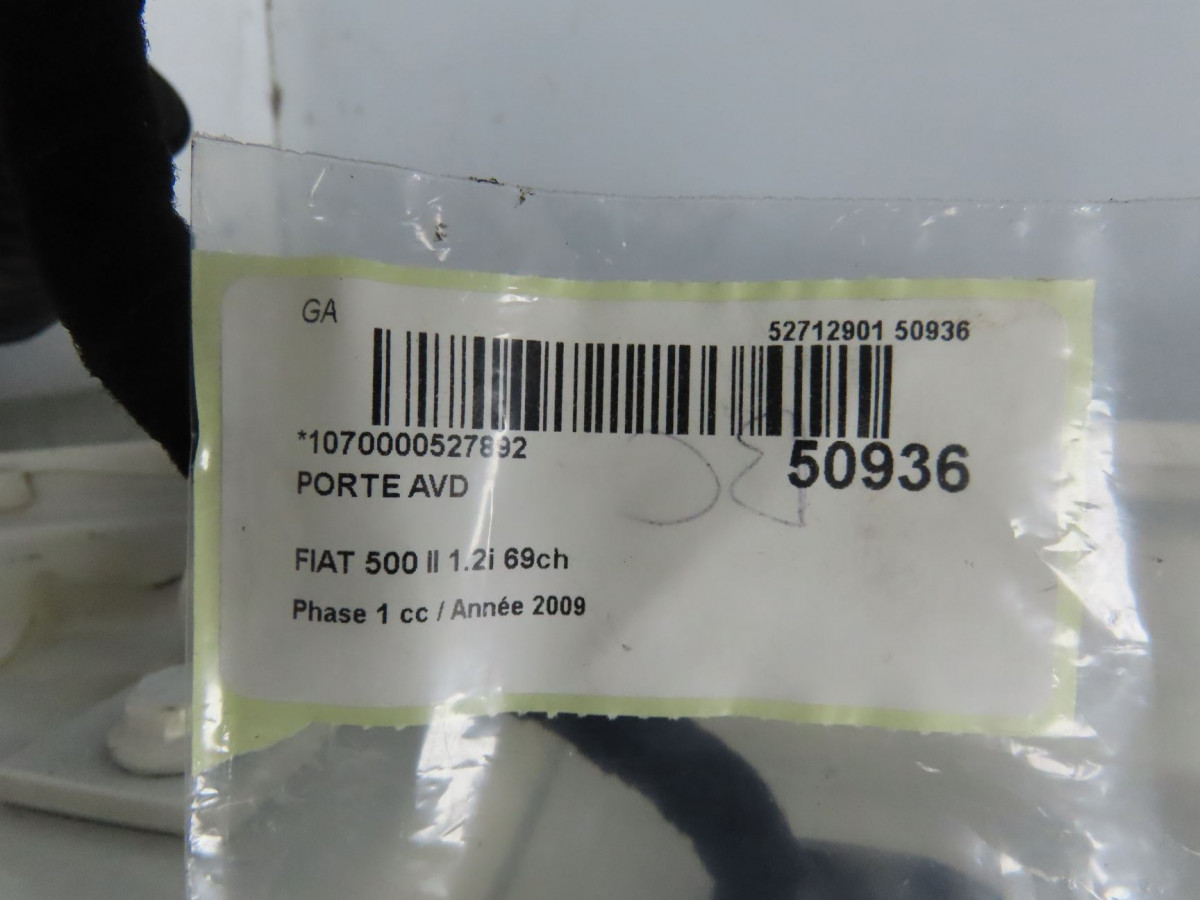 GA
52712901 50936
*1070000527892
50936
PORTE AVD
FIAT 500 II 1.2i 69ch
Phase 1 cc / Année 2009